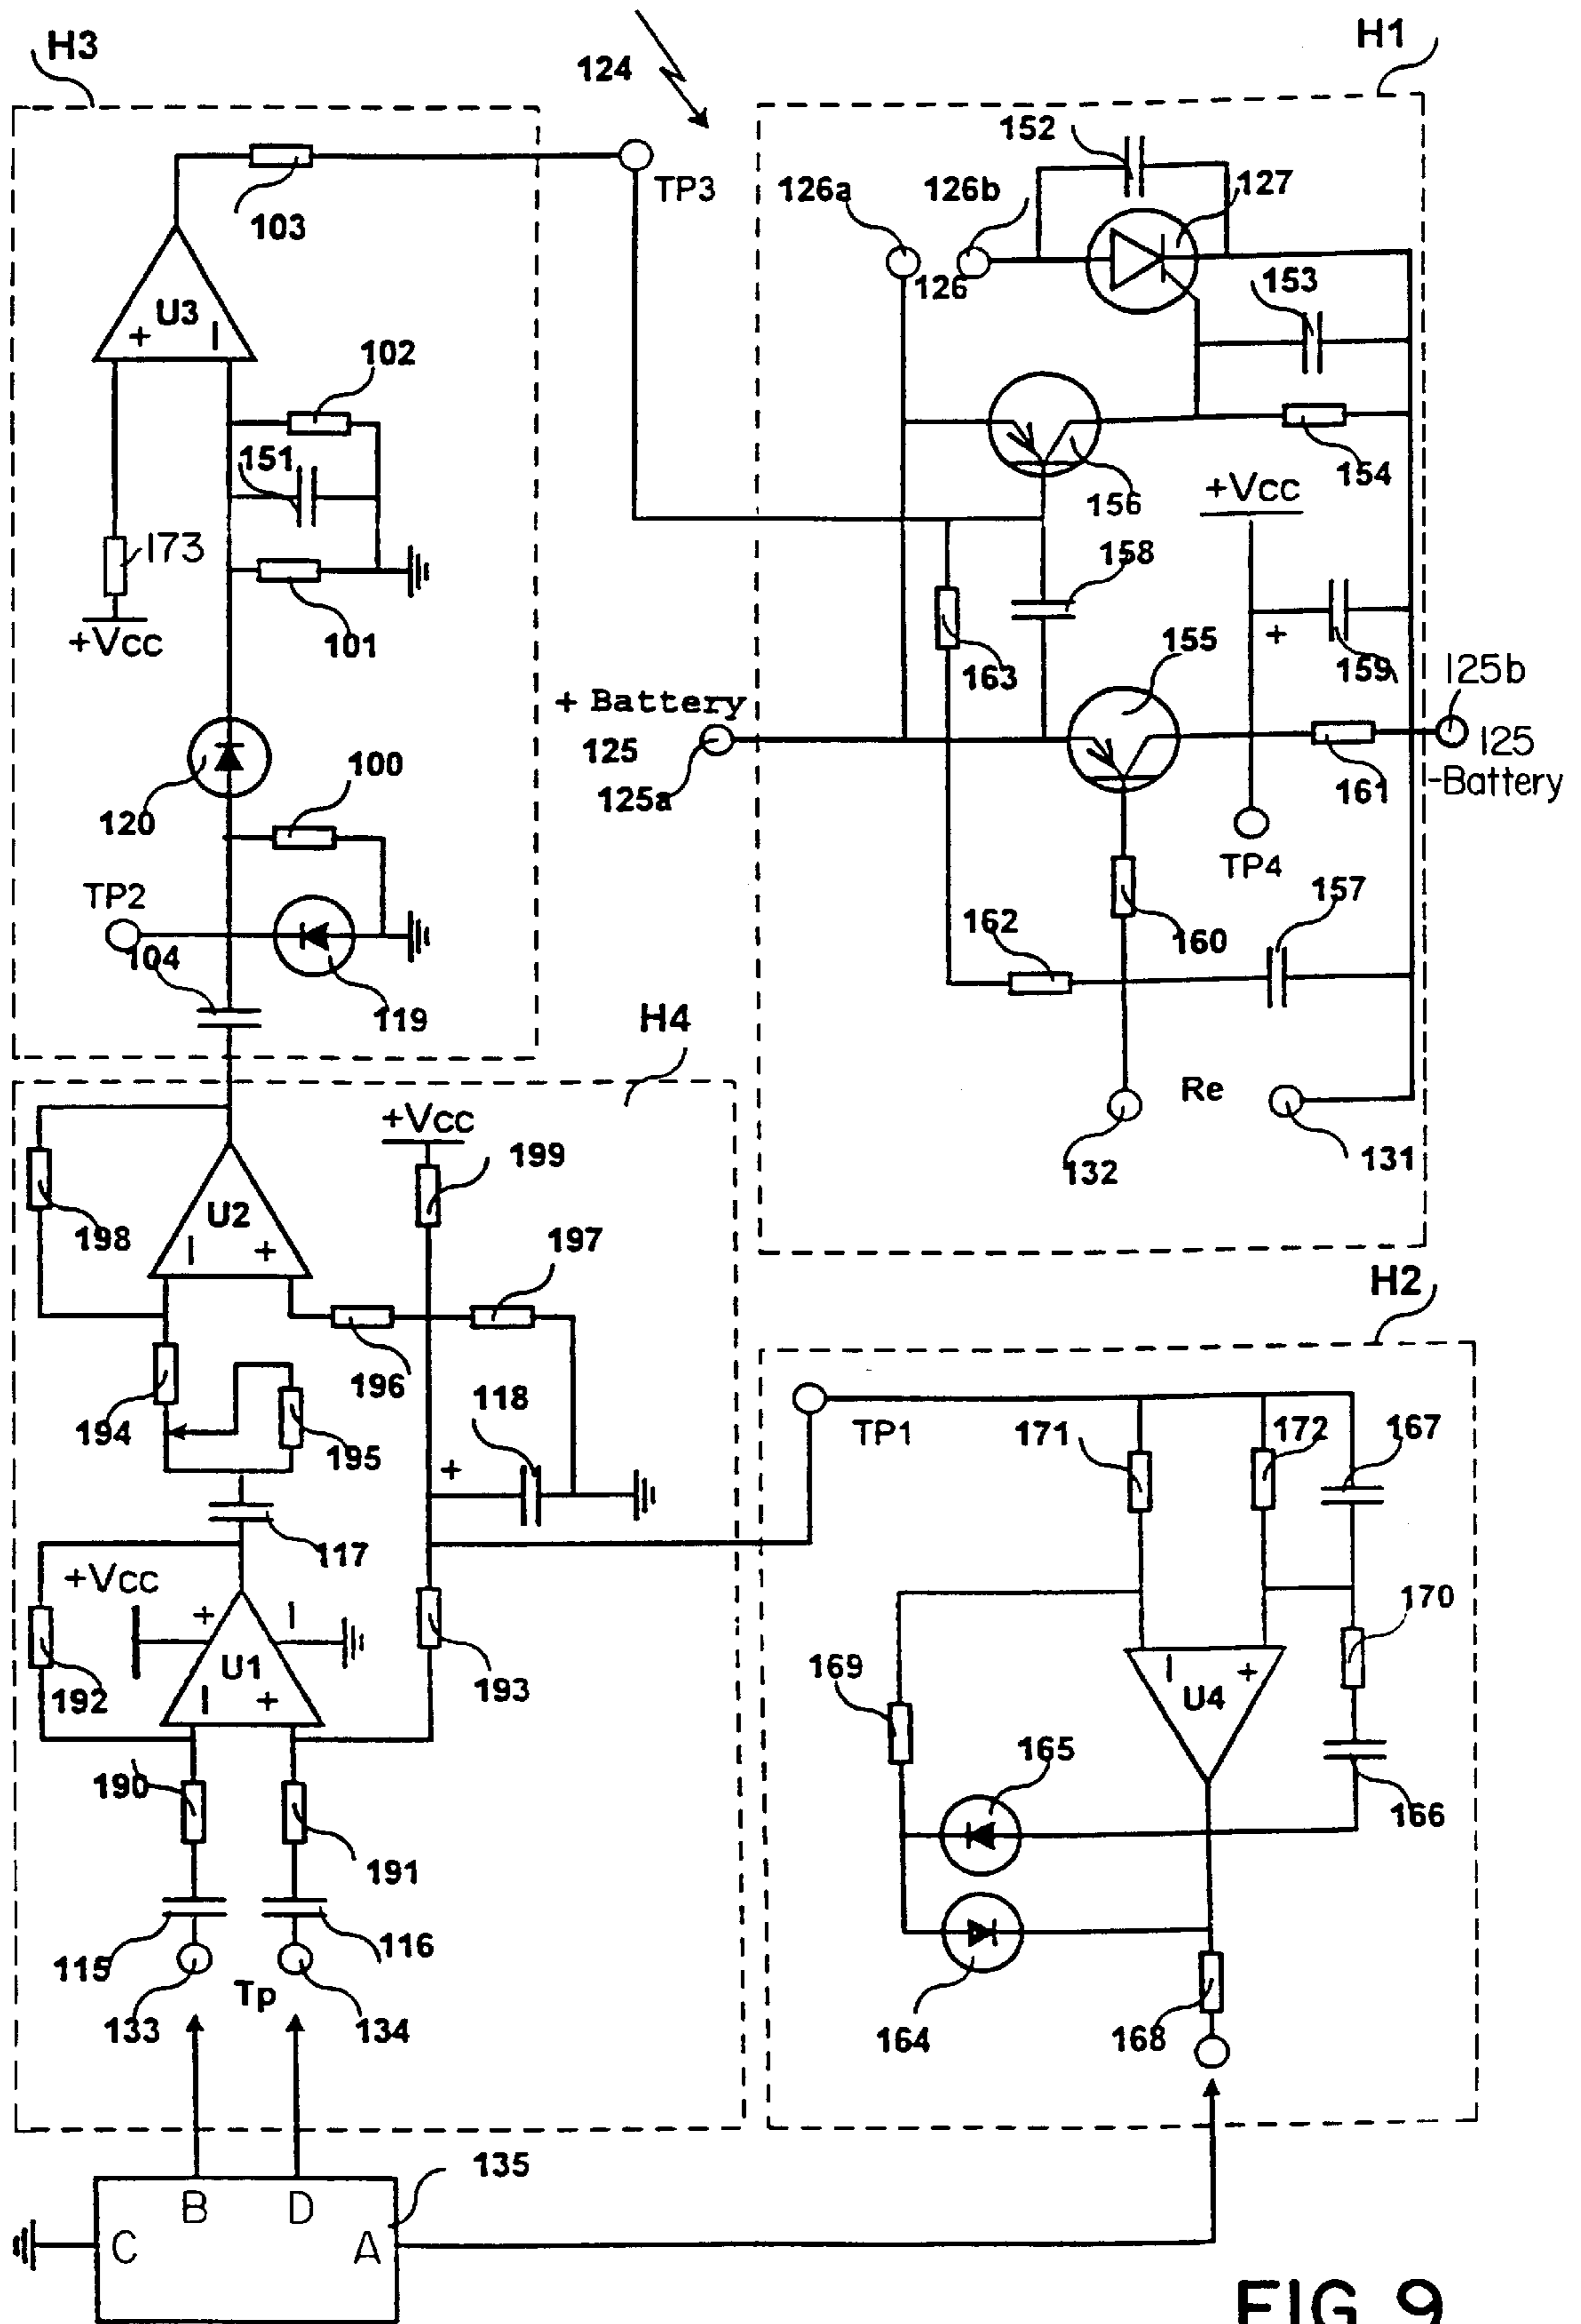 H3
124
H1
103
TP3
U3
+ |
102
151
173
+Vcc
101
120
100
TP2
104
119
152
126a
126b
127
126
153
156
154
+Vcc
158
163
155
+
159
+ Battery
125
125a
125b
125
-Battery
161
TP4
160
162
157
Re
132
131
H4
+Vcc
199
198
U2
| +
197
196
194
195
118
+
117
+Vcc
+ |
192
U1
| +
193
190
191
115
116
133
Tp
134
H2
TP1
171
172
167
170
169
| +
U4
165
166
164
168
135
B D
C A
FIG 9